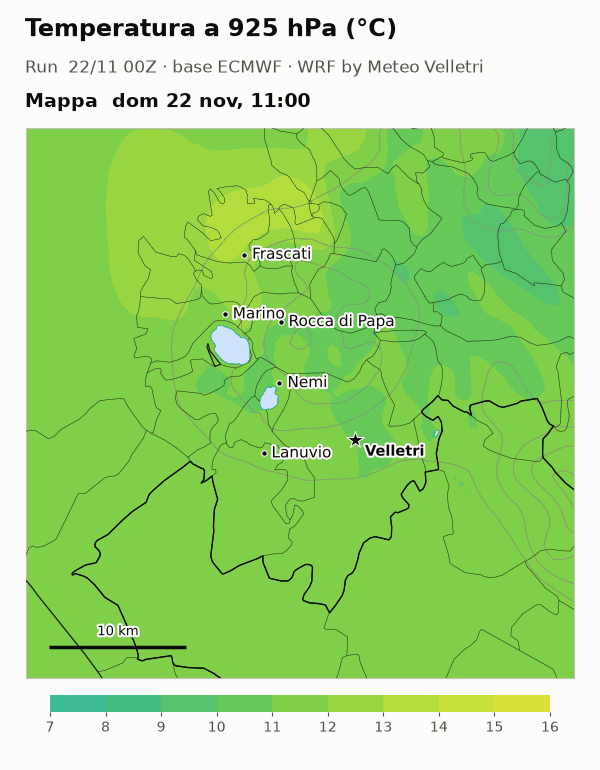 Temperatura a 925 hPa (°C)
Run  22/11 00Z · base ECMWF · WRF by Meteo Velletri
Mappa  dom 22 nov, 11:00
Frascati
Marino
Rocca di Papa
Nemi
Velletri
Lanuvio
10 km
7 8 9 10 11 12 13 14 15 16